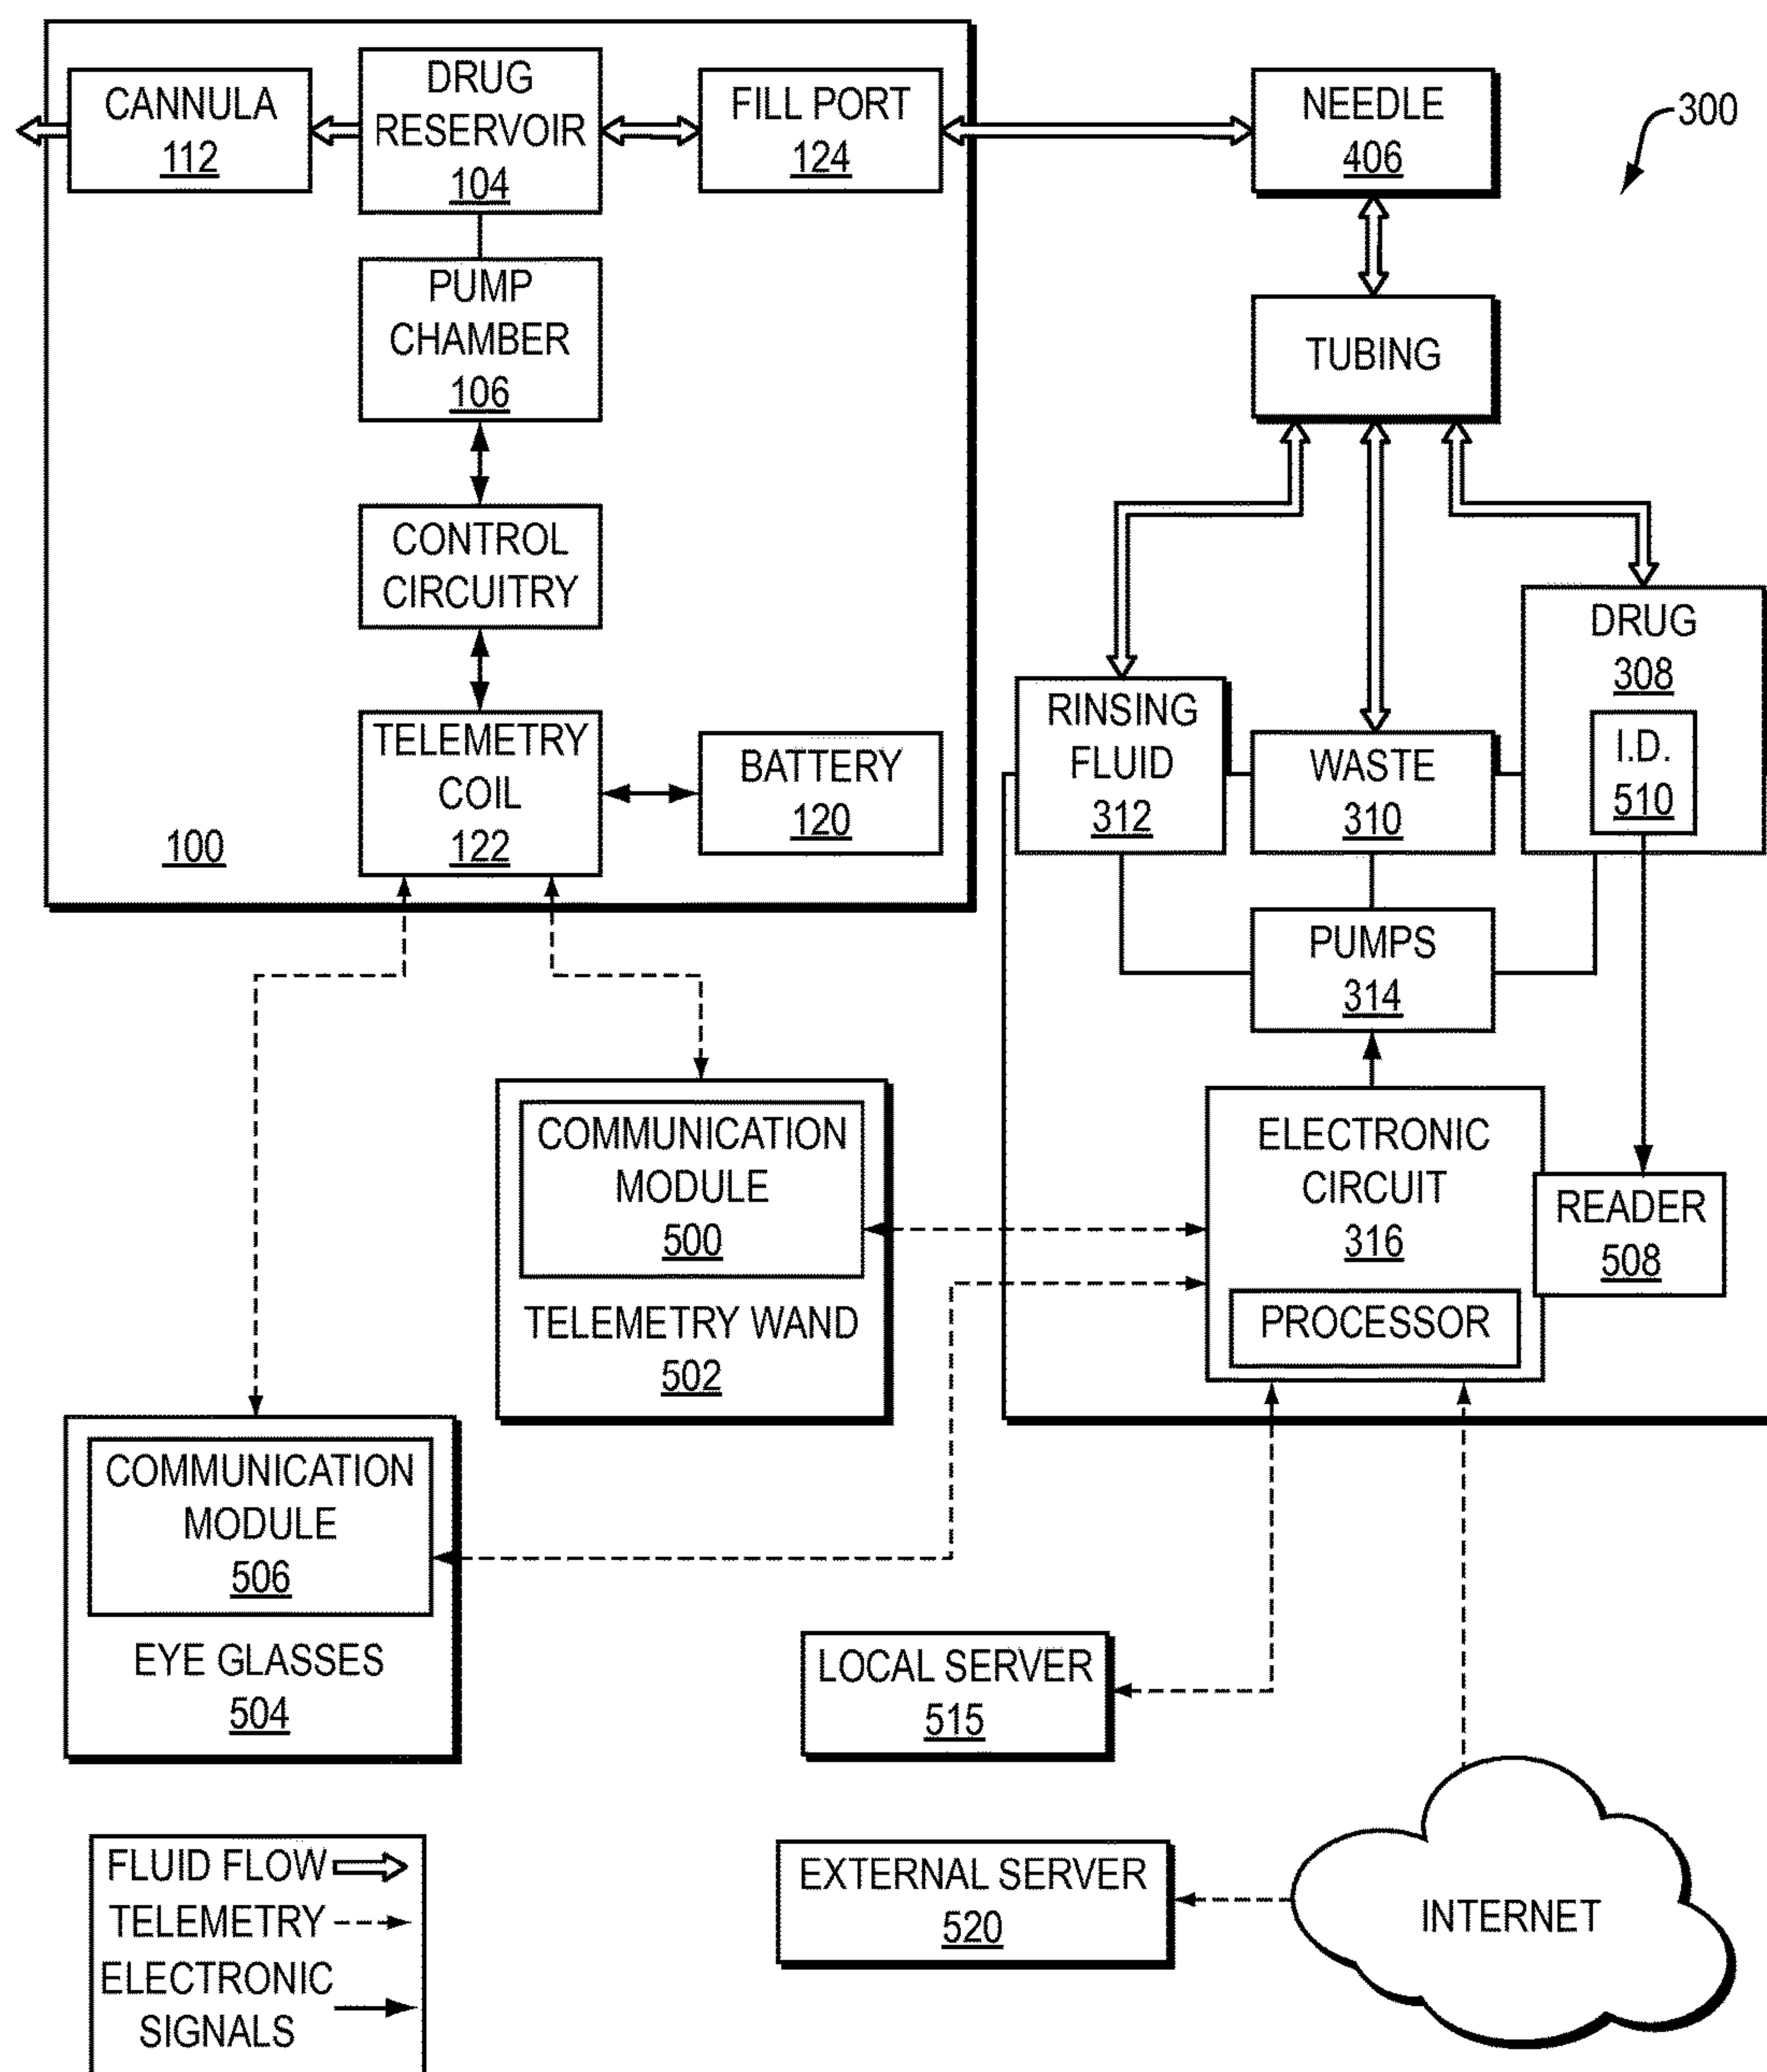 CANNULA
112
DRUG
RESERVOIR
104
FILL PORT
124
NEEDLE
406
300
PUMP
CHAMBER
106
TUBING
CONTROL
CIRCUITRY
TELEMETRY
COIL
122
BATTERY
120
100
RINSING
FLUID
312
WASTE
310
DRUG
308
I.D.
510
PUMPS
314
COMMUNICATION
MODULE
500
TELEMETRY WAND
502
ELECTRONIC
CIRCUIT
316
PROCESSOR
READER
508
COMMUNICATION
MODULE
506
EYE GLASSES
504
LOCAL SERVER
515
EXTERNAL SERVER
520
INTERNET
FLUID FLOW
TELEMETRY
ELECTRONIC
SIGNALS